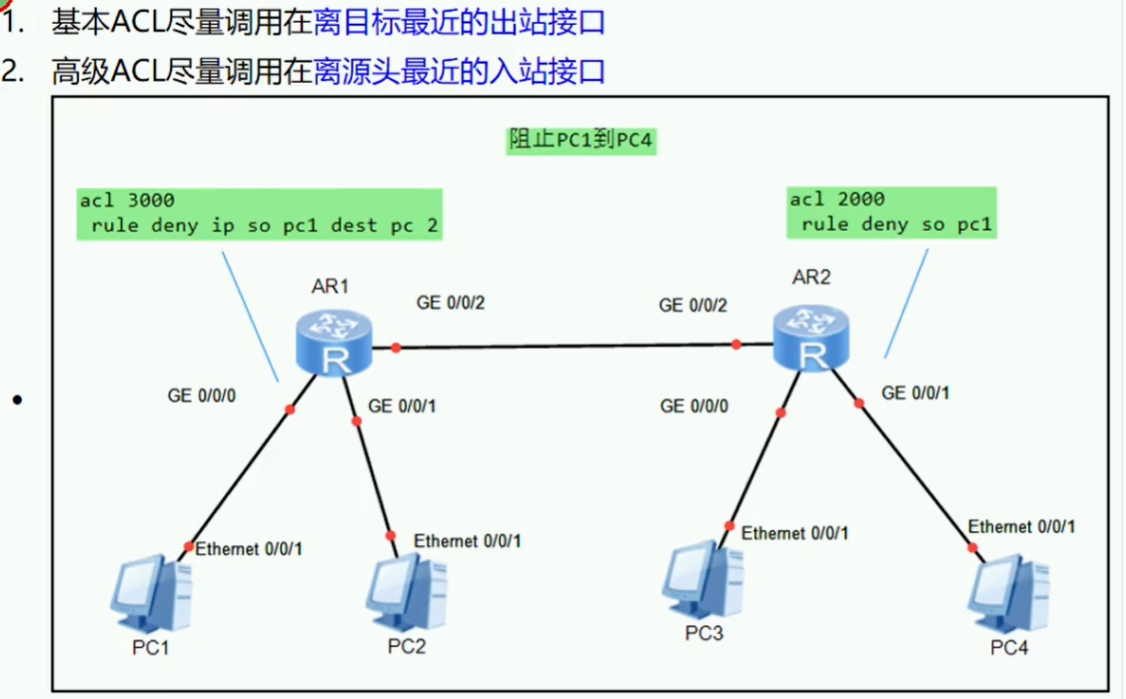 1. 基本ACL尽量调用在离目标最近的出站接口
2. 高级ACL尽量调用在离源头最近的入站接口
阻止PC1到PC4
acl 3000
rule deny ip so pc1 dest pc 2
acl 2000
rule deny so pc1
AR1
AR2
GE 0/0/2
GE 0/0/2
GE 0/0/0
GE 0/0/1
GE 0/0/0
GE 0/0/1
R
R
Ethernet 0/0/1
Ethernet 0/0/1
Ethernet 0/0/1
Ethernet 0/0/1
PC1
PC2
PC3
PC4